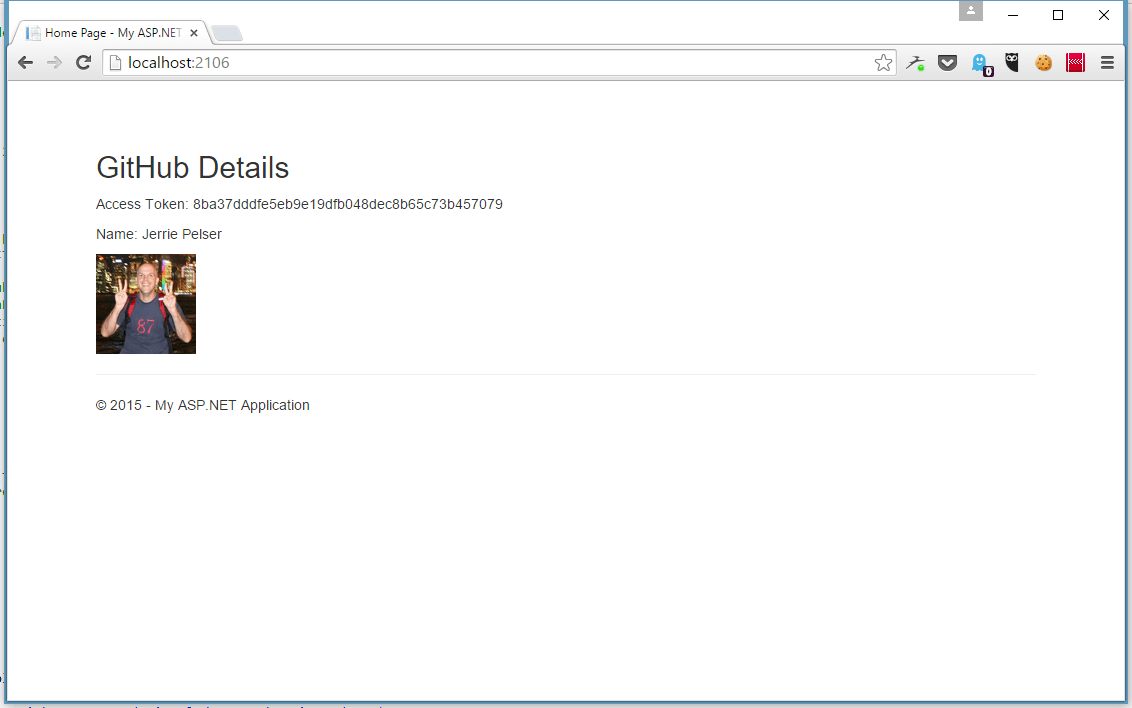 Home Page - My ASP.NET
localhost:2106
0
GitHub Details
Access Token: 8ba37dddfe5eb9e19dfb048dec8b65c73b457079
Name: Jerrie Pelser
87
© 2015 - My ASP.NET Application